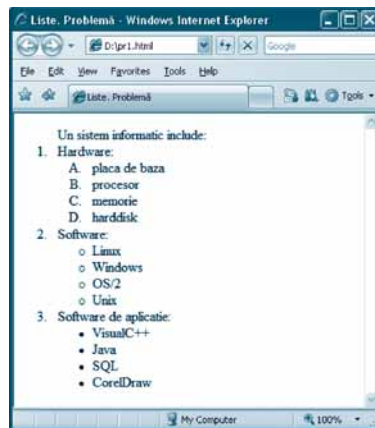 Liste. Problemă - Windows Internet Explorer
D:\pr1.html
Google
File Edit View Favorites Tools Help
Liste. Problemă
Tools
Un sistem informatic include:
1. Hardware:
A. placa de baza
B. procesor
C. memorie
D. harddisk
2. Software:
Linux
Windows
OS/2
Unix
3. Software de aplicatie:
VisualC++
Java
SQL
CorelDraw
My Computer
100%